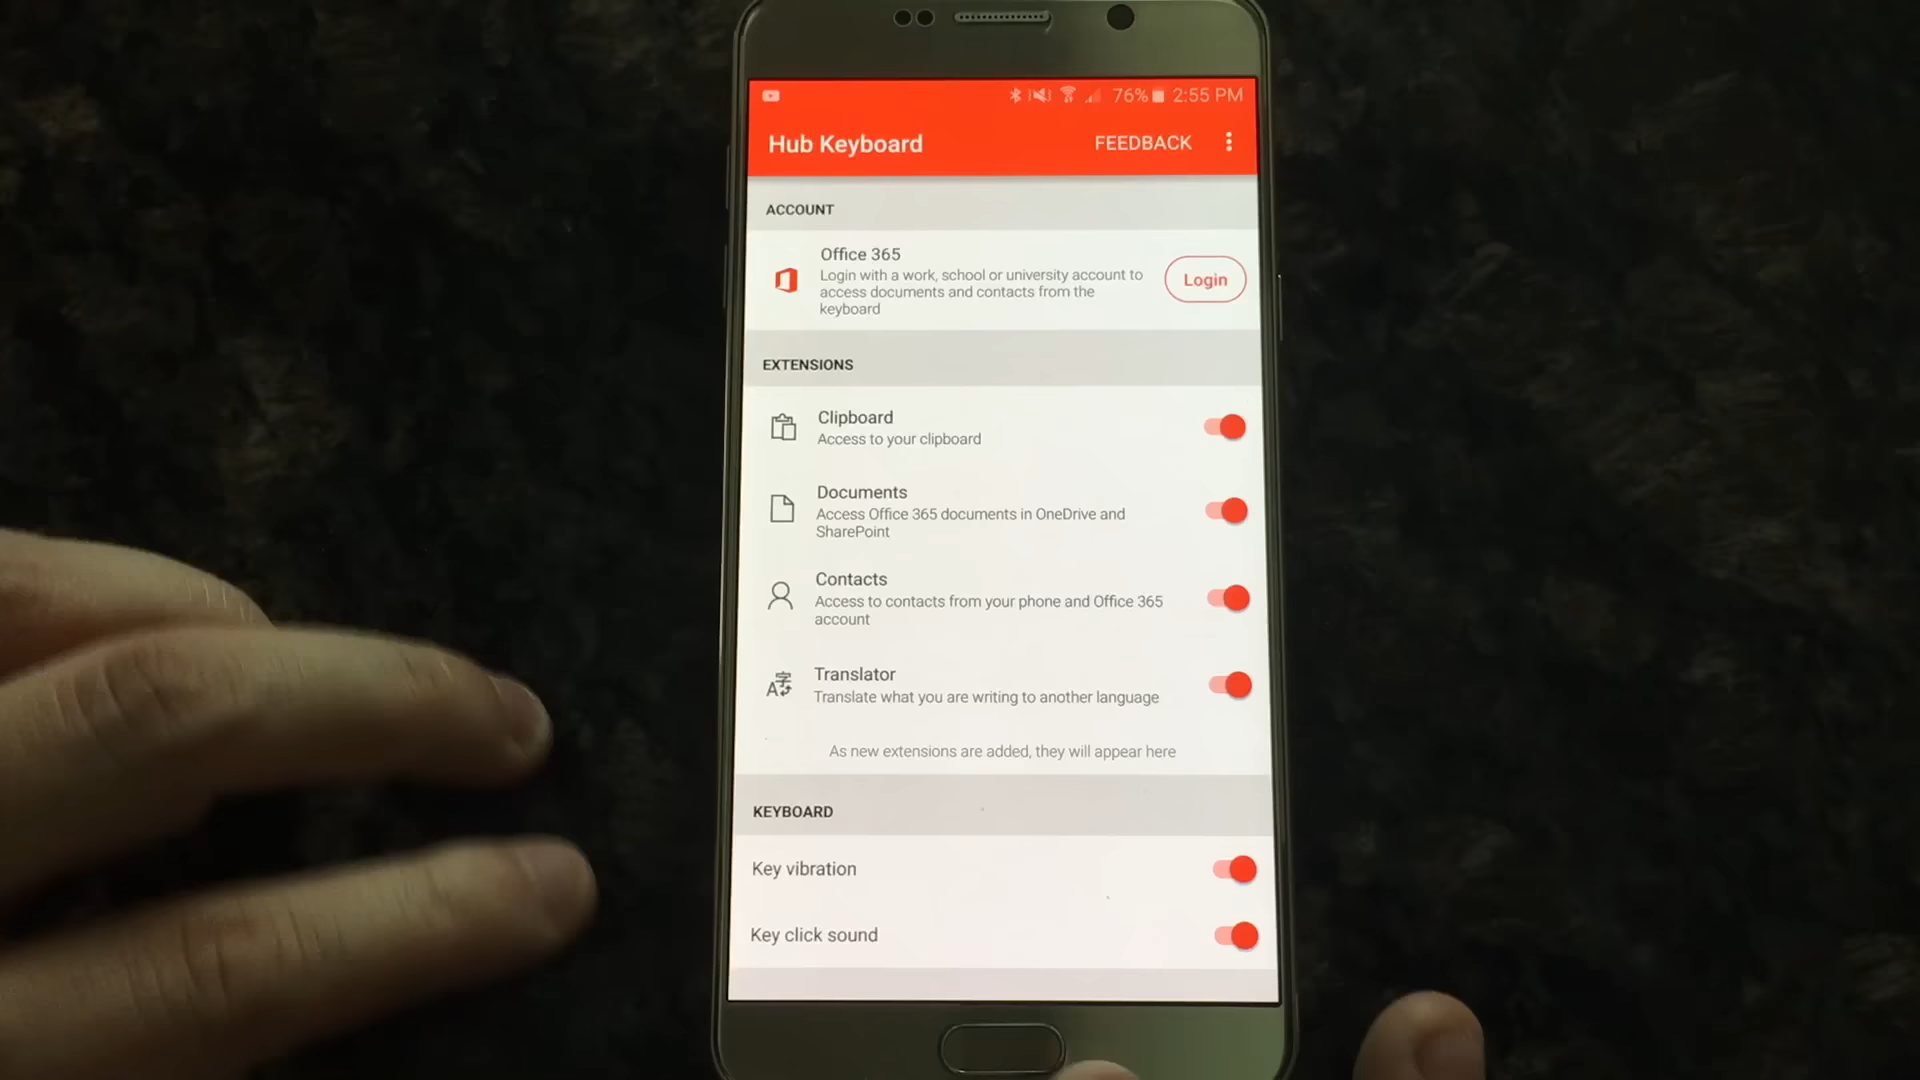 76% 2:55 PM
Hub Keyboard FEEDBACK
ACCOUNT
Office 365
Login with a work, school or university account to
access documents and contacts from the
keyboard
Login
EXTENSIONS
Clipboard
Access to your clipboard
Documents
Access Office 365 documents in OneDrive and
SharePoint
Contacts
Access to contacts from your phone and Office 365
account
Translator
Translate what you are writing to another language
As new extensions are added, they will appear here
KEYBOARD
Key vibration
Key click sound